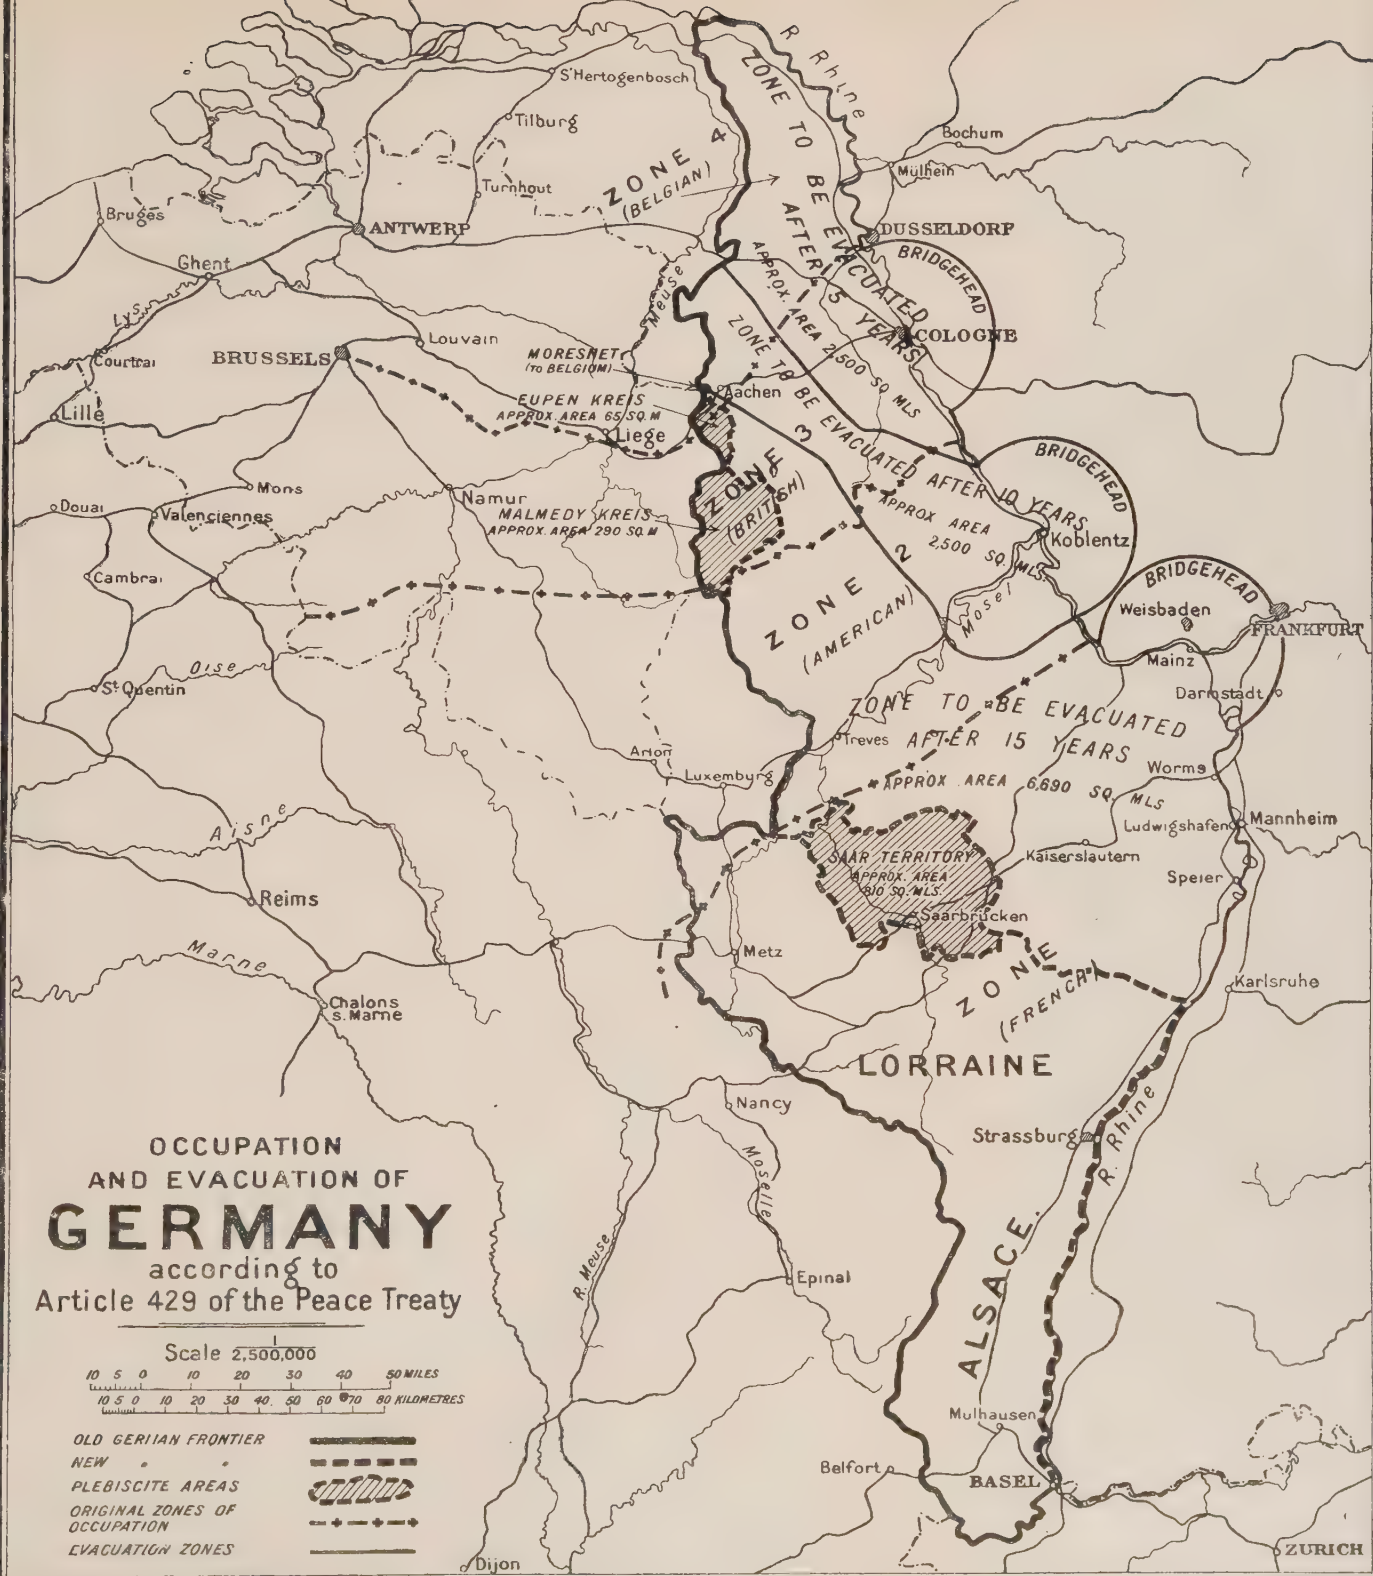 R. Rhine
S'Hertogenbosch
Tilburg
Turnhout
Bruges
ANTWERP
Ghent
Lys
Courtrai
Lille
BRUSSELS
Louvain
ZONE 4
(BELGIAN)
Meuse
Bochum
Mülheim
DUSSELDORF
BRIDGEHEAD
COLOGNE
ZONE TO BE EVACUATED
AFTER 5 YEARS
APPROX. AREA 2,500 SQ MLS
MORESNET
(TO BELGIUM)
Aachen
EUPEN KREIS
APPROX. AREA 65 SQ. M
Liege
ZONE TO BE EVACUATED AFTER 10 YEARS
APPROX AREA
2,500 SQ. MLS.
BRIDGEHEAD
Koblentz
ZONE 3
(BRITISH)
MALMEDY KREIS
APPROX. AREA 290 SQ. M
Mons
Namur
Douai
Valenciennes
Cambrai
ZONE 2
(AMERICAN)
Mosel
BRIDGEHEAD
Weisbaden
FRANKFURT
Mainz
Darmstadt
Oise
St. Quentin
ZONE TO BE EVACUATED
AFTER 15 YEARS
APPROX AREA 6,690 SQ. MLS
Treves
Arlon
Luxemburg
Worms
Ludwigshafen
Mannheim
Kaiserslautern
Speier
Aisne
Reims
SAAR TERRITORY
APPROX. AREA
810 SQ. MLS.
Saarbrücken
Metz
Marne
Chalons
s. Marne
ZONE
(FRENCH)
Karlsruhe
LORRAINE
Nancy
Strassburg
R. Rhine
Moselle
R. Meuse
Epinal
ALSACE.
Mulhausen
Belfort
BASEL
ZURICH
Dijon
OCCUPATION
AND EVACUATION OF
GERMANY
according to
Article 429 of the Peace Treaty
Scale 1/2,500,000
10 5 0 10 20 30 40 50 MILES
10 5 0 10 20 30 40. 50 60 70 80 KILOMETRES
OLD GERMAN FRONTIER
NEW " "
PLEBISCITE AREAS
ORIGINAL ZONES OF
OCCUPATION
EVACUATION ZONES